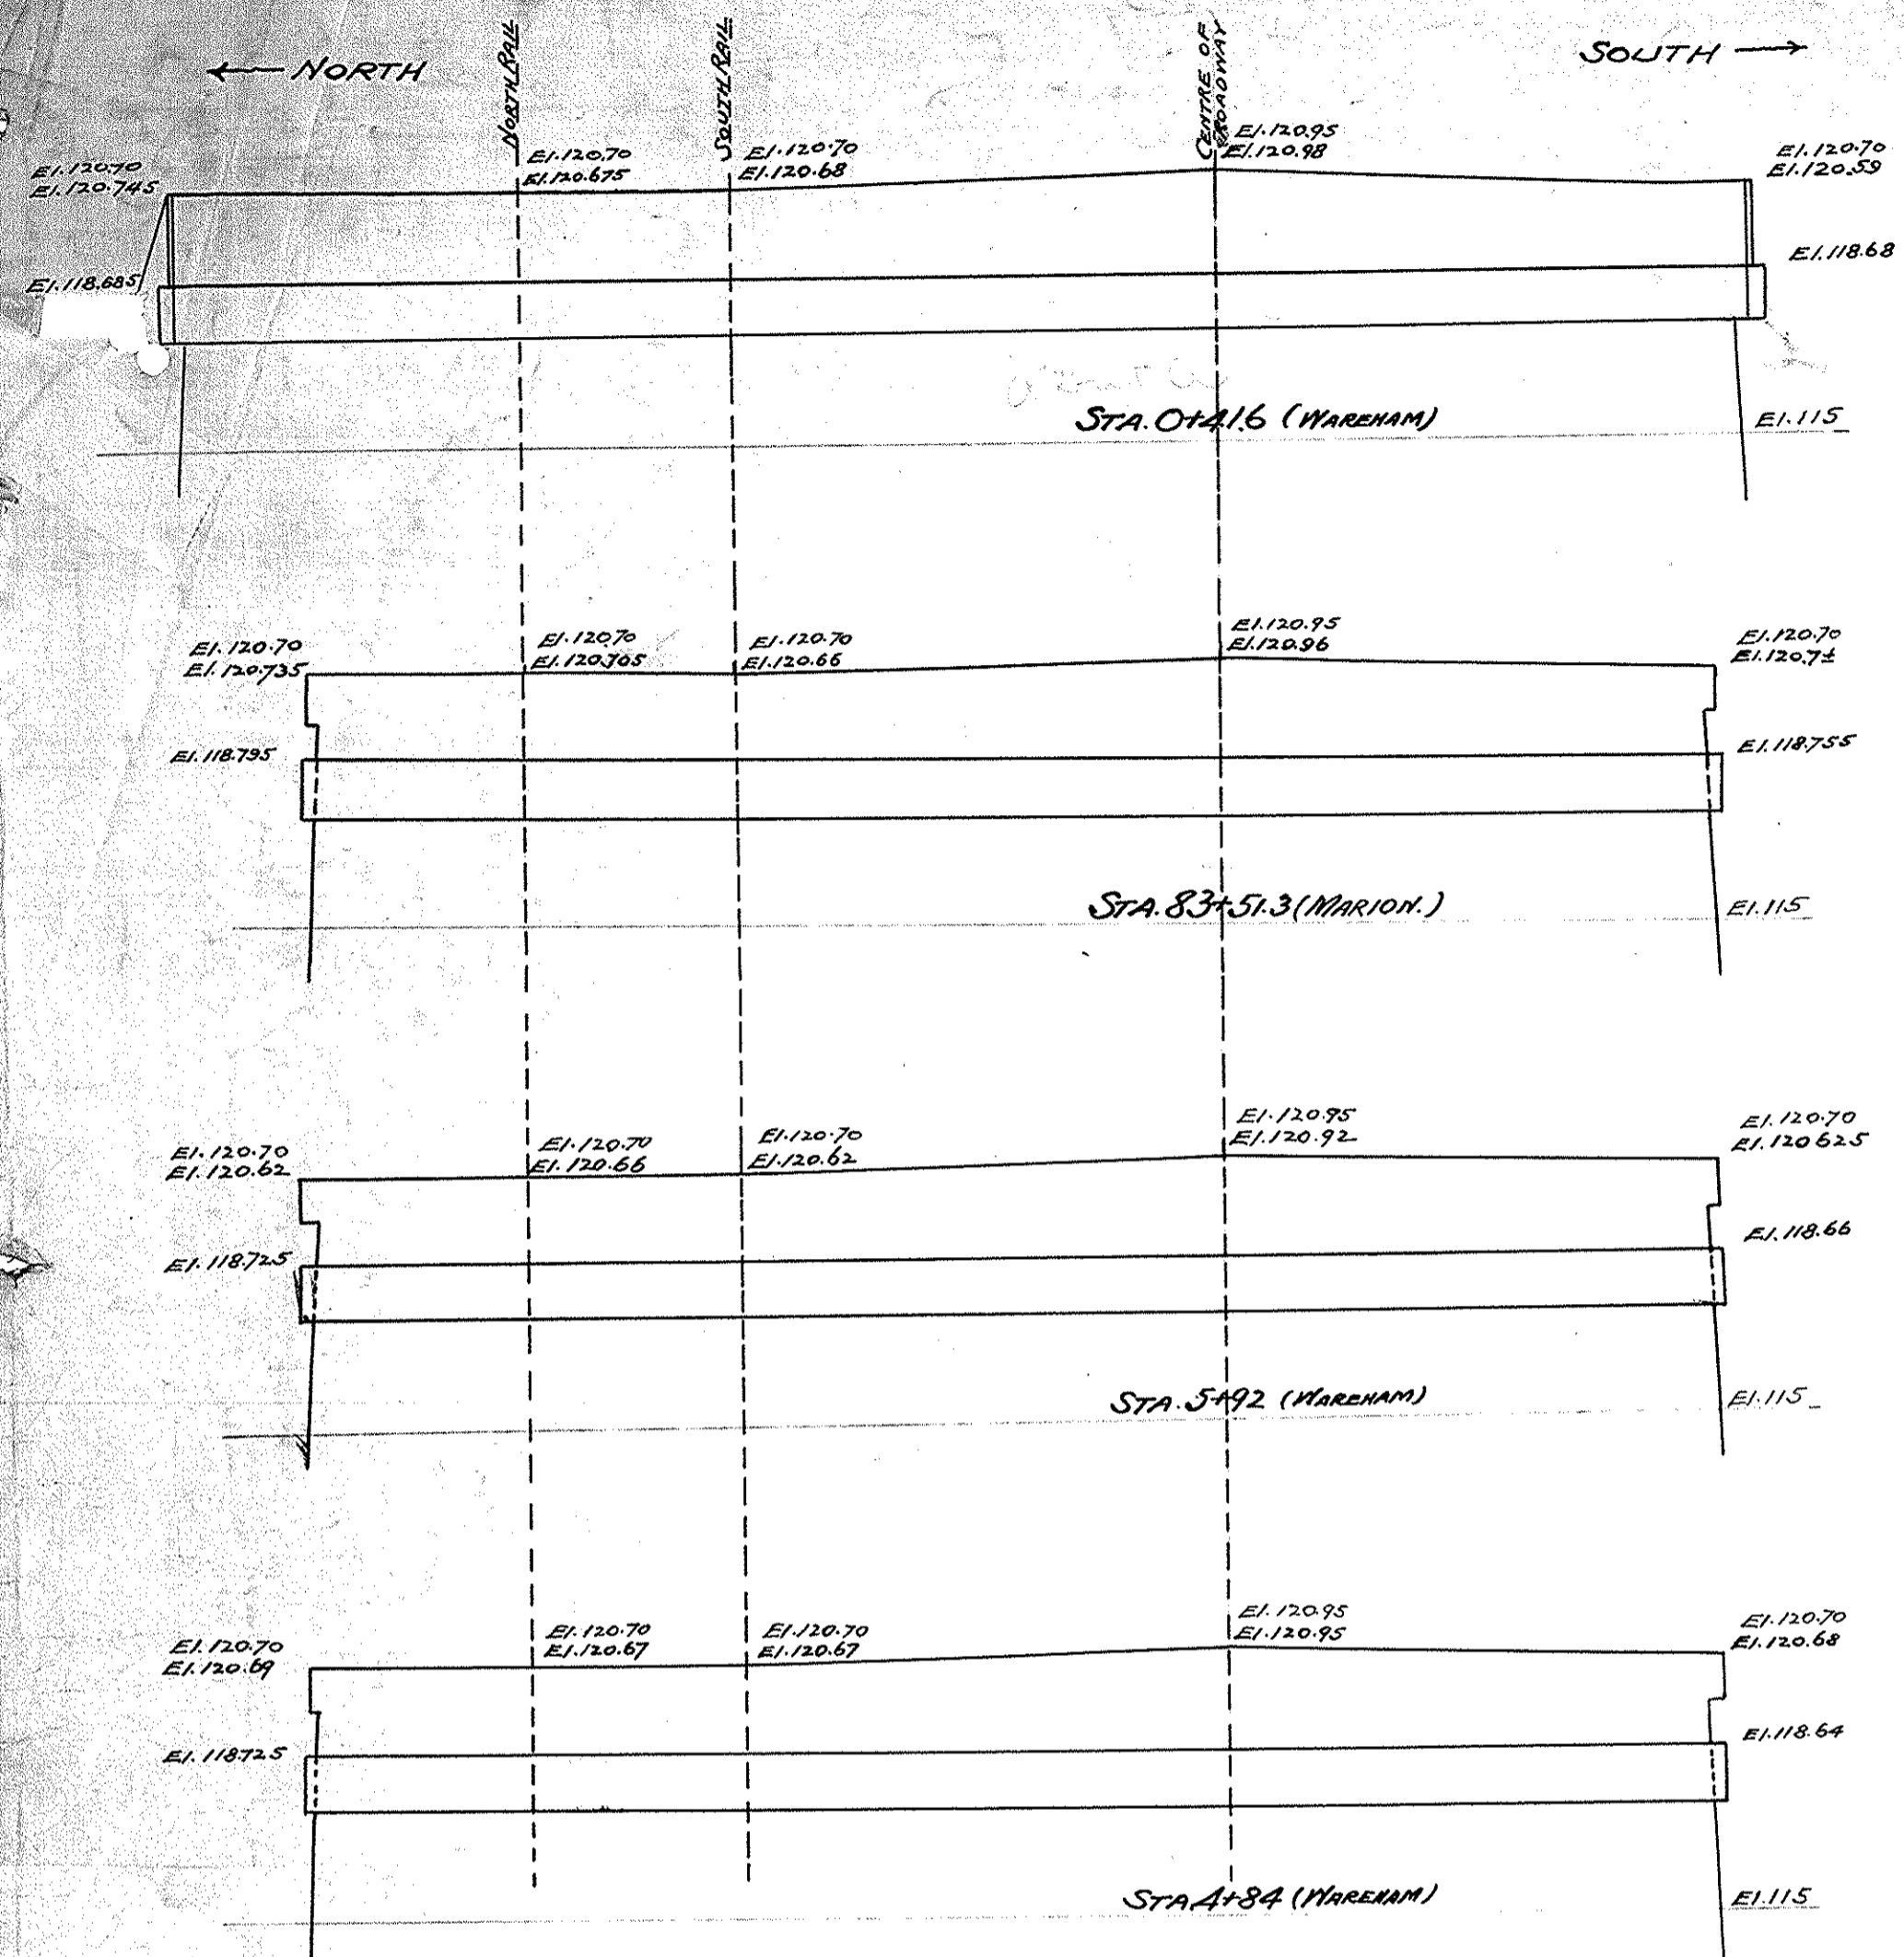 ← NORTH
NORTH RAIL
SOUTH RAIL
CENTRE OF
ROADWAY
SOUTH →
El. 120.70
El. 120.745
El. 120.70
El. 120.675
El. 120.70
El. 120.68
El. 120.95
El. 120.98
El. 120.70
El. 120.59
El. 118.685
El. 118.68
STA. 0+41.6 (WAREHAM)
El. 115
El. 120.70
El. 120.735
El. 120.70
El. 120.705
El. 120.70
El. 120.66
El. 120.95
El. 120.96
El. 120.70
El. 120.7±
El. 118.795
El. 118.755
STA. 83+51.3 (MARION.)
El. 115
El. 120.70
El. 120.62
El. 120.70
El. 120.66
El. 120.70
El. 120.62
El. 120.95
El. 120.92
El. 120.70
El. 120.625
El. 118.725
El. 118.66
STA. 5+92 (WAREHAM)
El. 115
El. 120.70
El. 120.69
El. 120.70
El. 120.67
El. 120.70
El. 120.67
El. 120.95
El. 120.95
El. 120.70
El. 120.68
El. 118.725
El. 118.64
STA 4+84 (WAREHAM)
El. 115